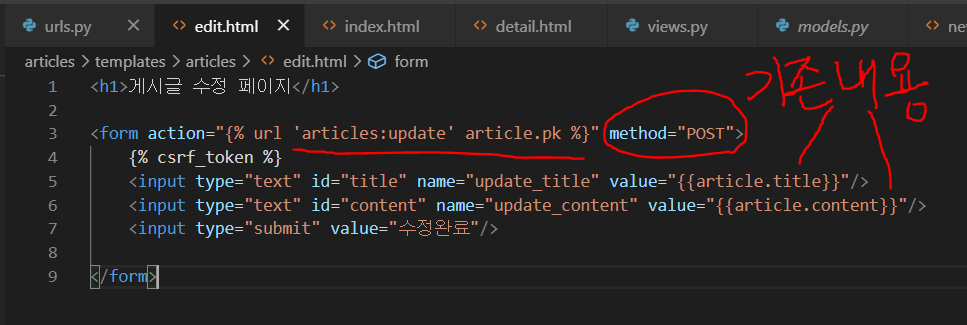 urls.py edit.html × index.html detail.html views.py models.py ne
articles > templates > articles > edit.html > form
1 <h1>게시글 수정 페이지</h1>
2
3 <form action="{% url 'articles:update' article.pk %}" method="POST">
4 {% csrf_token %}
5 <input type="text" id="title" name="update_title" value="{{article.title}}"/>
6 <input type="text" id="content" name="update_content" value="{{article.content}}"/>
7 <input type="submit" value="수정완료"/>
8
9 </form>
기존내용